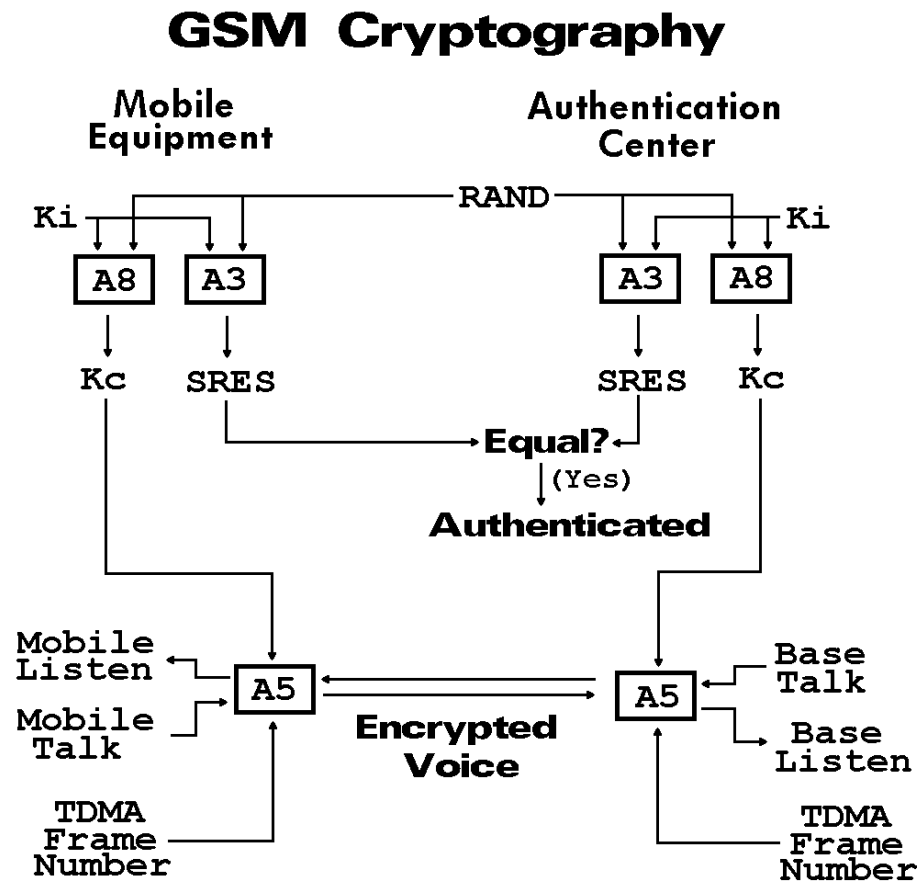 GSM Cryptography
Mobile
Equipment
Authentication
Center
RAND
Ki
Ki
A8
A3
A3
A8
Kc
SRES
SRES
Kc
Equal?
(Yes)
Authenticated
Mobile
Listen
A5
A5
Base
Talk
Mobile
Talk
Encrypted
Voice
Base
Listen
TDMA
Frame
Number
TDMA
Frame
Number